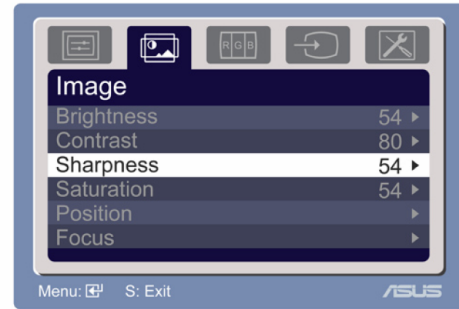 RGB
Image
Brightness 54
Contrast 80
Sharpness 54
Saturation 54
Position
Focus
Menu: S: Exit
ASUS